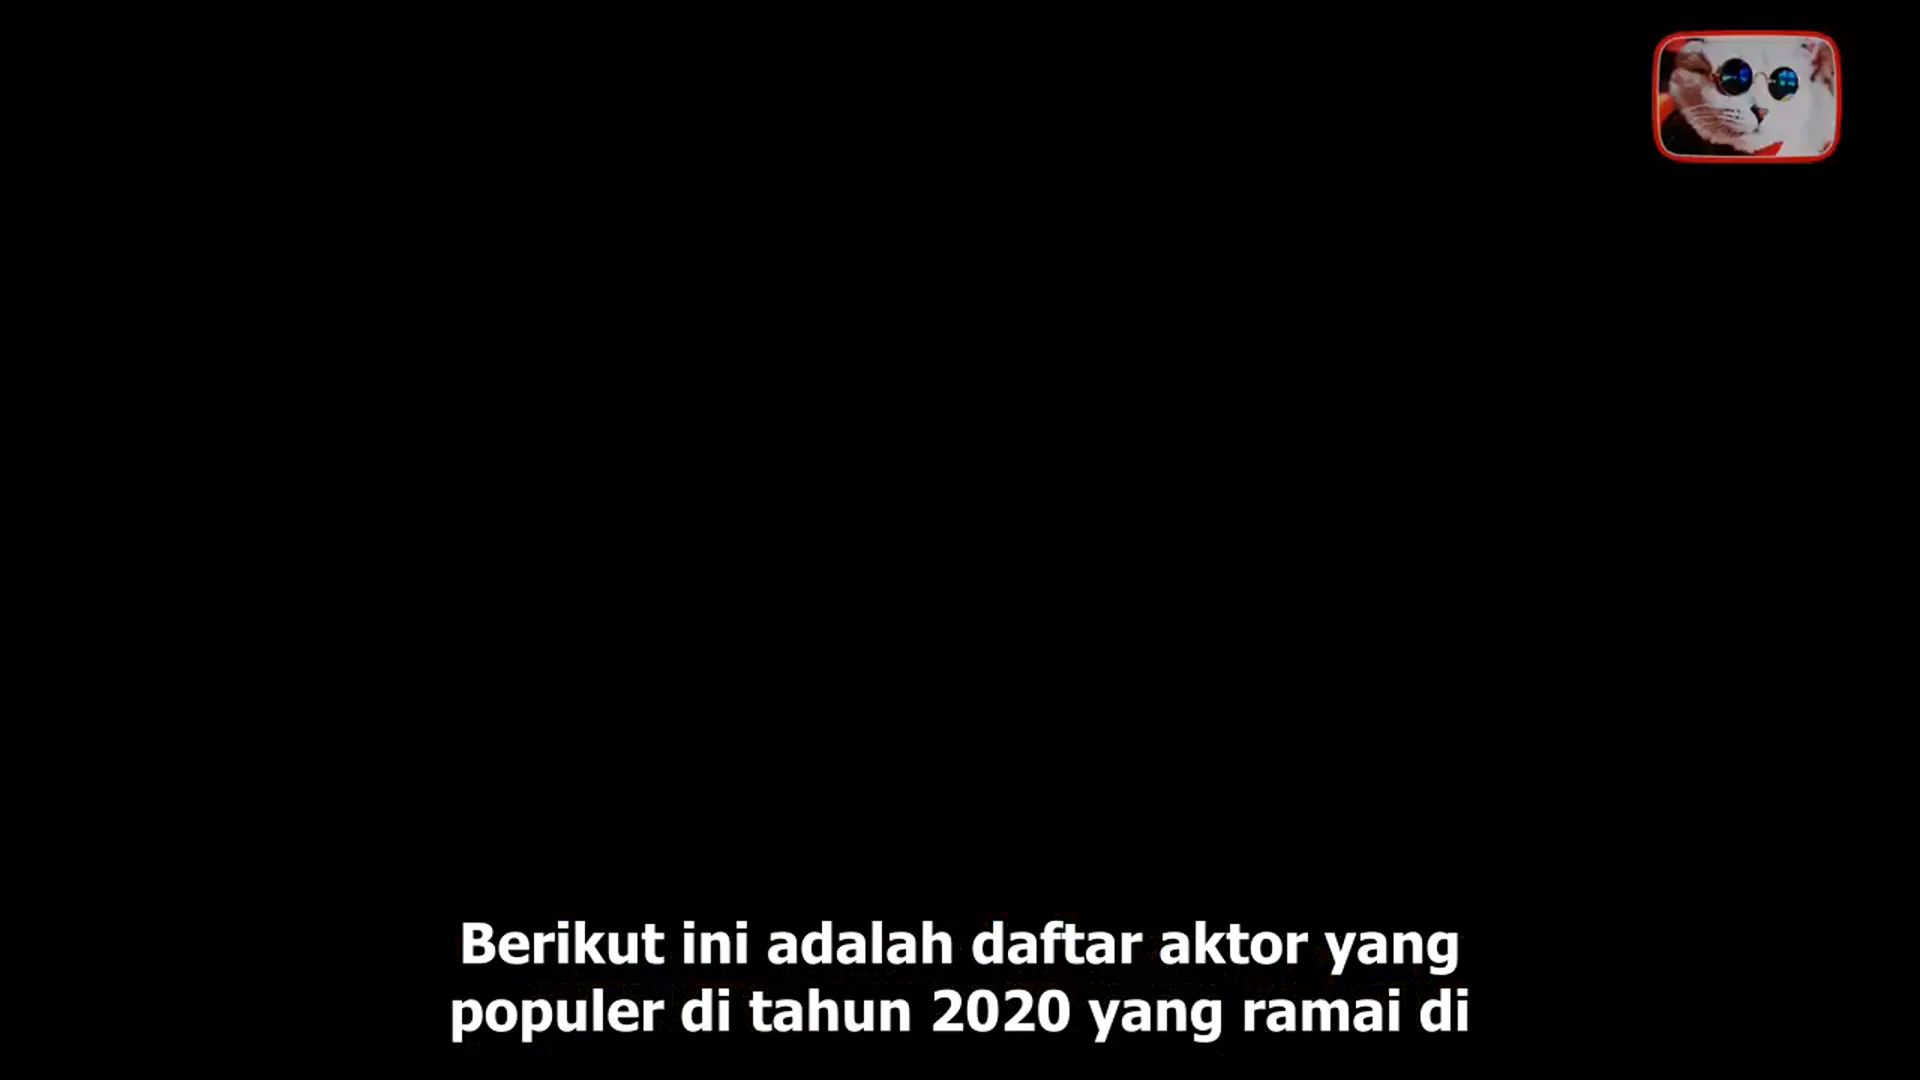 Berikut ini adalah daftar aktor yang
populer di tahun 2020 yang ramai di